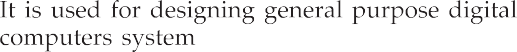 It is used for designing general purpose digital
computers system